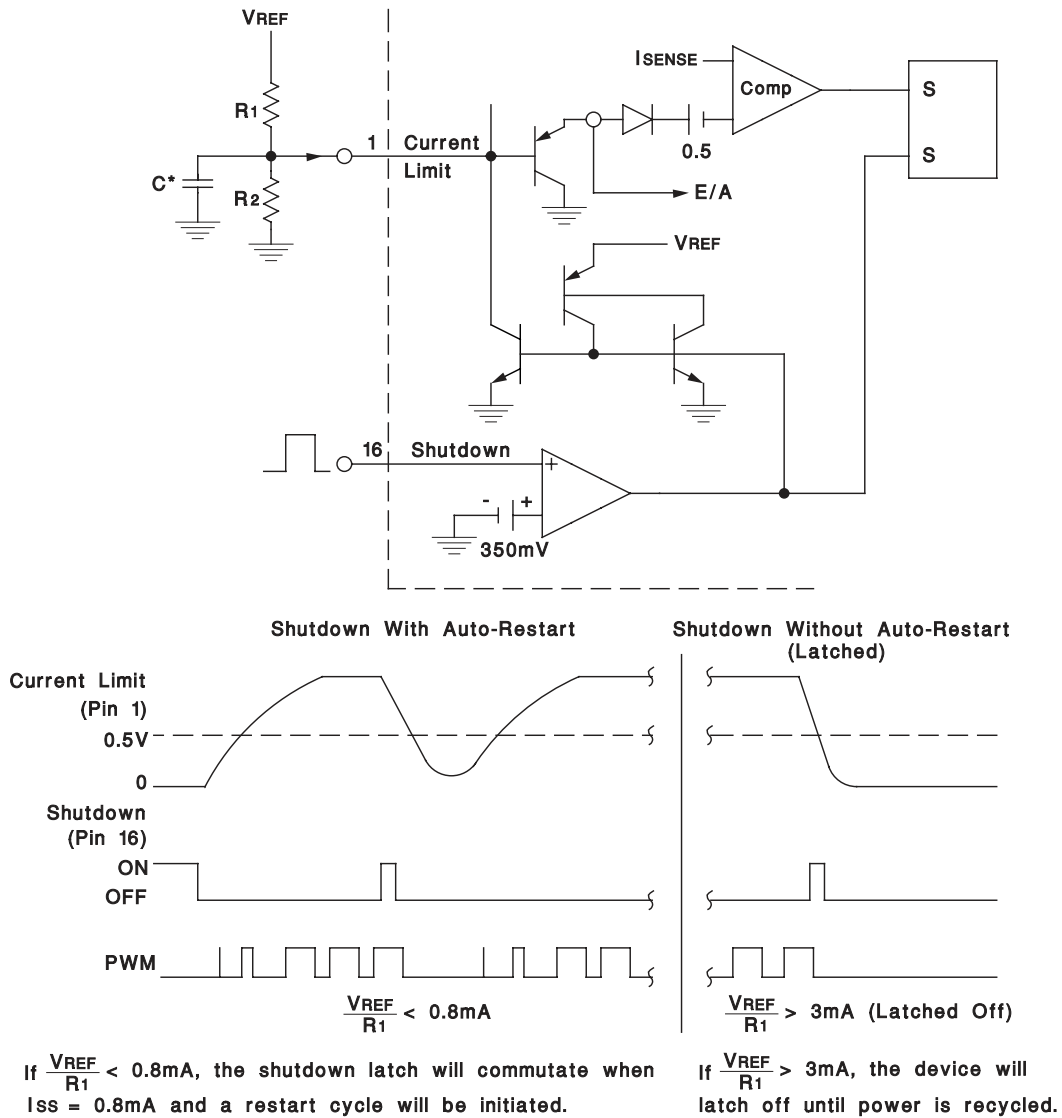 VREF
R1
C*
R2
1
Current
Limit
ISENSE
Comp
0.5
E/A
S
S
VREF
16 Shutdown
+
- +
350mV
Shutdown With Auto-Restart
Shutdown Without Auto-Restart
(Latched)
Current Limit
(Pin 1)
0.5V
0
Shutdown
(Pin 16)
ON
OFF
PWM
VREF
R1
< 0.8mA
VREF
R1
> 3mA (Latched Off)
If VREF/R1 < 0.8mA, the shutdown latch will commutate when
ISS = 0.8mA and a restart cycle will be initiated.
If VREF/R1 > 3mA, the device will
latch off until power is recycled.